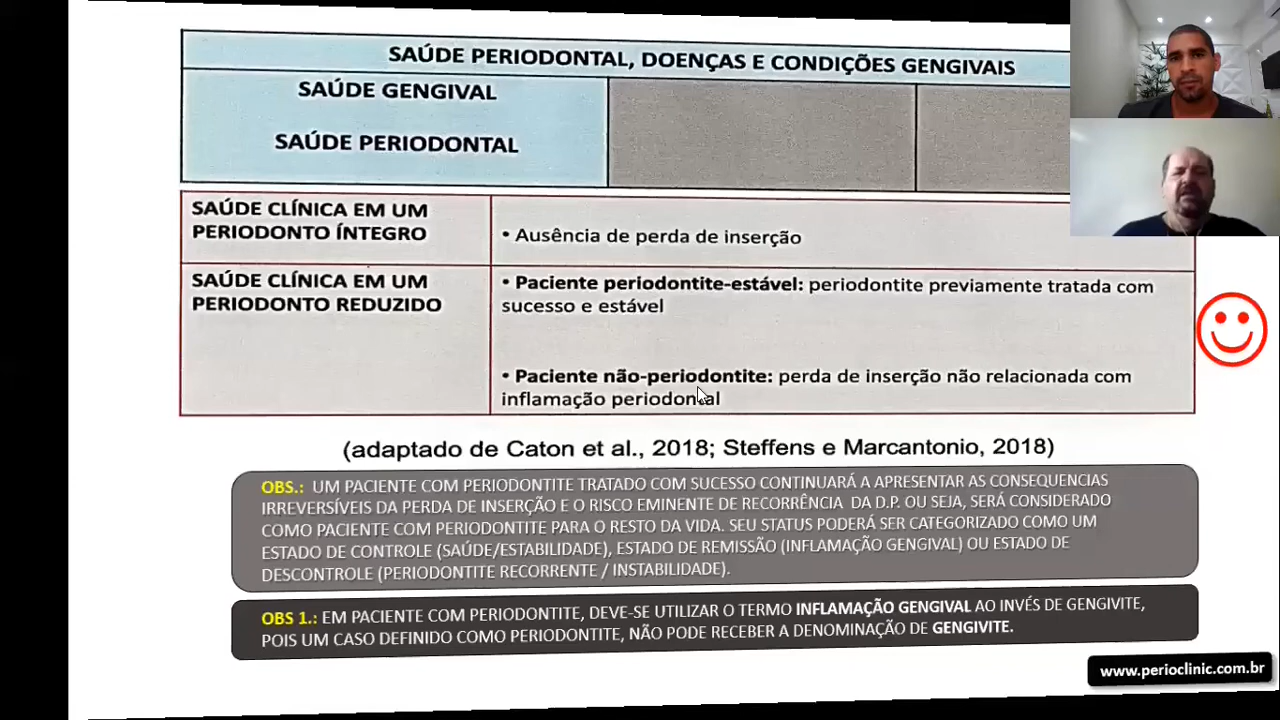 SAÚDE PERIODONTAL, DOENÇAS E CONDIÇÕES GENGIVAIS
SAÚDE GENGIVAL
SAÚDE PERIODONTAL
SAÚDE CLÍNICA EM UM
PERIODONTO ÍNTEGRO
• Ausência de perda de inserção
SAÚDE CLÍNICA EM UM
PERIODONTO REDUZIDO
• Paciente periodontite-estável: periodontite previamente tratada com
sucesso e estável
• Paciente não-periodontite: perda de inserção não relacionada com
inflamação periodontal
(adaptado de Caton et al., 2018; Steffens e Marcantonio, 2018)
OBS.: UM PACIENTE COM PERIODONTITE TRATADO COM SUCESSO CONTINUARÁ A APRESENTAR AS CONSEQUENCIAS
IRREVERSÍVEIS DA PERDA DE INSERÇÃO E O RISCO EMINENTE DE RECORRÊNCIA DA D.P. OU SEJA, SERÁ CONSIDERADO
COMO PACIENTE COM PERIODONTITE PARA O RESTO DA VIDA. SEU STATUS PODERÁ SER CATEGORIZADO COMO UM
ESTADO DE CONTROLE (SAÚDE/ESTABILIDADE), ESTADO DE REMISSÃO (INFLAMAÇÃO GENGIVAL) OU ESTADO DE
DESCONTROLE (PERIODONTITE RECORRENTE / INSTABILIDADE).
OBS 1.: EM PACIENTE COM PERIODONTITE, DEVE-SE UTILIZAR O TERMO INFLAMAÇÃO GENGIVAL AO INVÉS DE GENGIVITE,
POIS UM CASO DEFINIDO COMO PERIODONTITE, NÃO PODE RECEBER A DENOMINAÇÃO DE GENGIVITE.
www.perioclinic.com.br